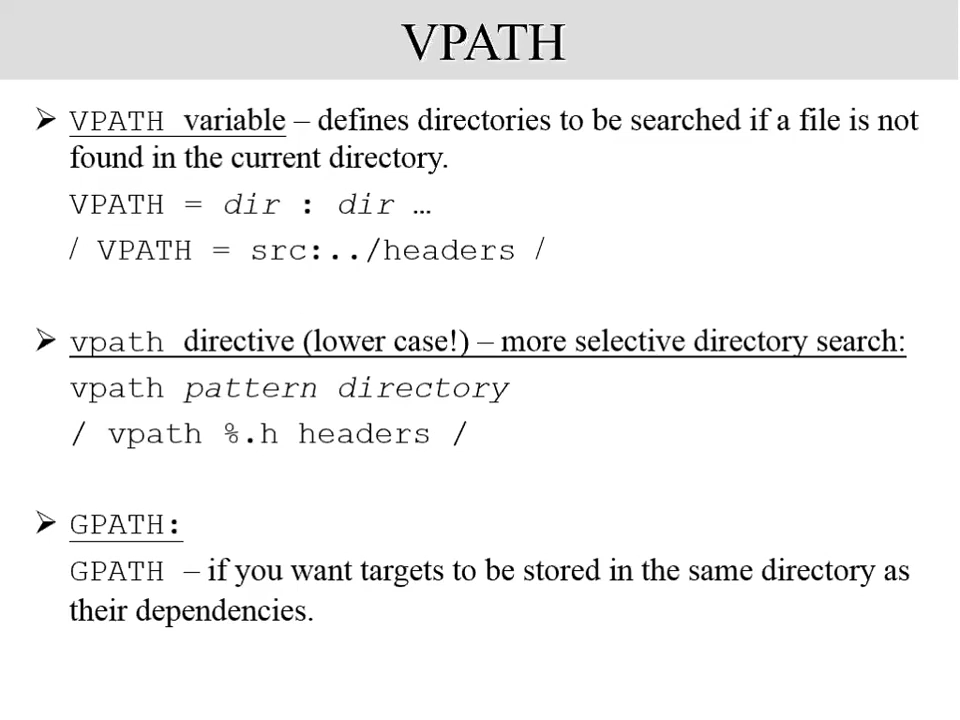 VPATH
➢ VPATH variable – defines directories to be searched if a file is not
found in the current directory.
VPATH = dir : dir …
/ VPATH = src:../headers /
➢ vpath directive (lower case!) – more selective directory search:
vpath pattern directory
/ vpath %.h headers /
➢ GPATH:
GPATH – if you want targets to be stored in the same directory as
their dependencies.